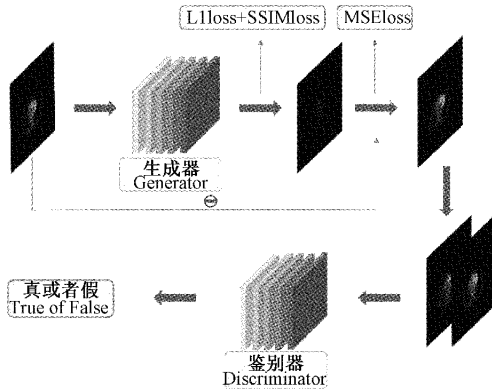 L1loss+SSIMloss
MSEloss
生成器
Generator
真或者假
True of False
鉴别器
Discriminator